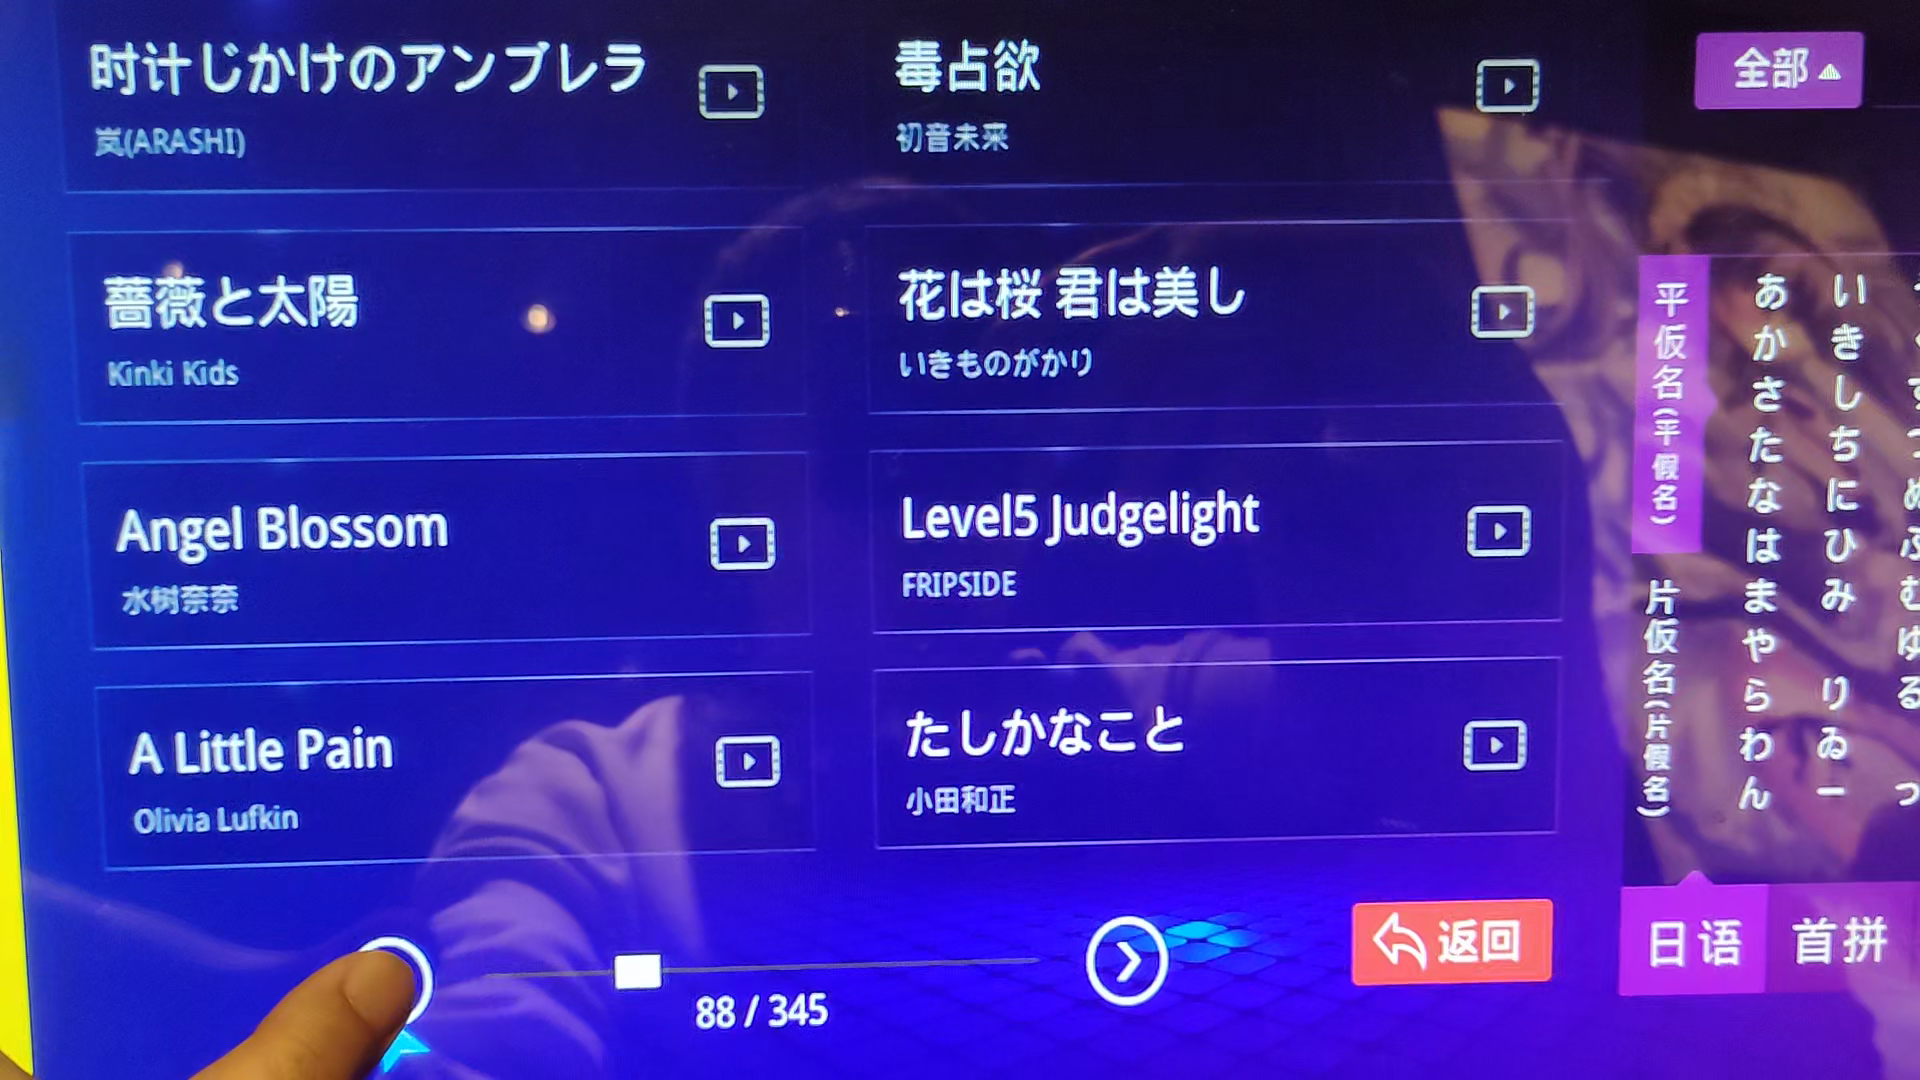 时计じかけのアンブレラ
岚(ARASHI)
毒占欲
初音未来
薔薇と太陽
Kinki Kids
花は桜 君は美し
いきものがかり
Angel Blossom
水树奈奈
Level5 Judgelight
FRIPSIDE
A Little Pain
Olivia Lufkin
たしかなこと
小田和正
88 / 345
返回
全部
平仮名(平假名)
片仮名(片假名)
あかさたなはまやらわん
いきしちにひみ りゐー
日语
首拼